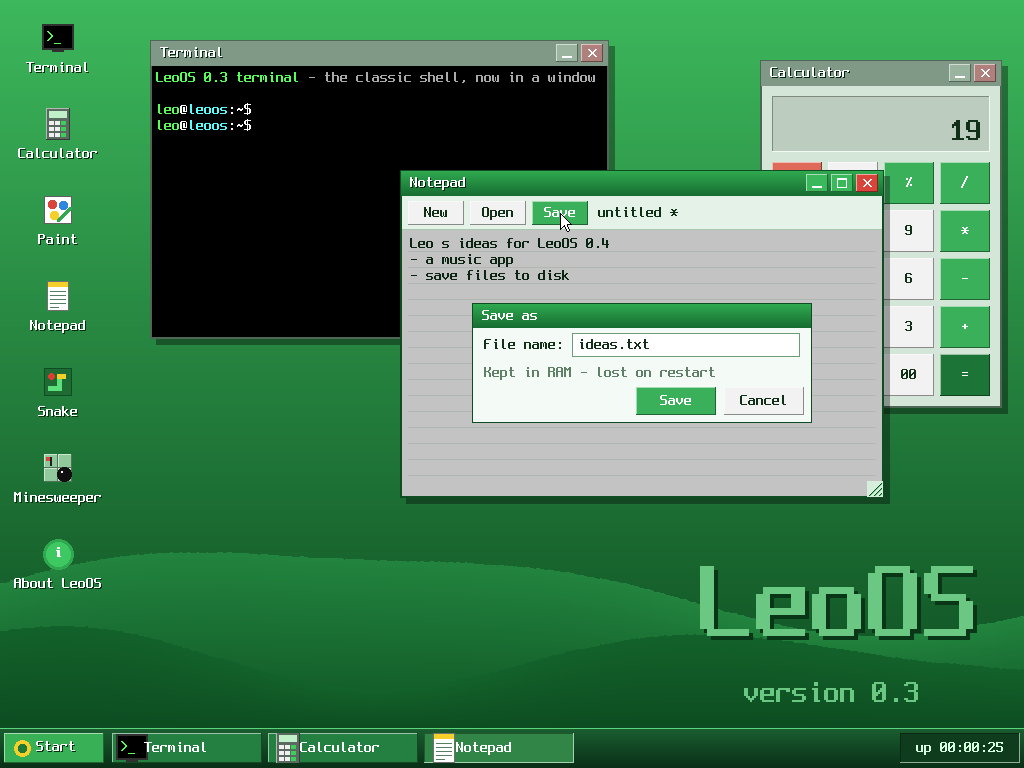 Terminal
Calculator
Paint
Notepad
Snake
Minesweeper
About LeoOS
Terminal
LeoOS 0.3 terminal - the classic shell, now in a window
leo@leoos:~$
leo@leoos:~$
Calculator
19
% /
9 *
6 -
3 +
00 =
Notepad
New Open Save untitled *
Leo s ideas for LeoOS 0.4
- a music app
- save files to disk
Save as
File name: ideas.txt
Kept in RAM - lost on restart
Save Cancel
LeoOS
version 0.3
Start Terminal Calculator Notepad up 00:00:25